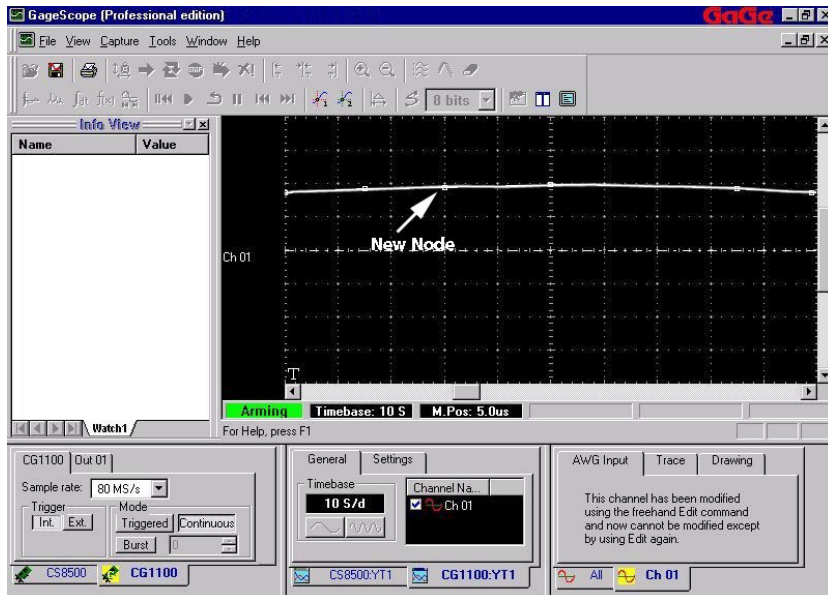 GageScope (Professional edition)
GaGe
File View Capture Tools Window Help
8 bits
Info View
Name Value
New Node
Ch 01
T
Arming Timebase: 10 S M.Pos: 5.0us
Watch1
For Help, press F1
CG1100 Out 01
Sample rate: 80 MS/s
Trigger
Int. Ext.
Mode
Triggered Continuous
Burst 0
CS8500 CG1100
General Settings
Timebase
10 S/d
Channel Na...
Ch 01
CS8500:YT1 CG1100:YT1
AWG Input Trace Drawing
This channel has been modified
using the freehand Edit command
and now cannot be modified except
by using Edit again.
All Ch 01